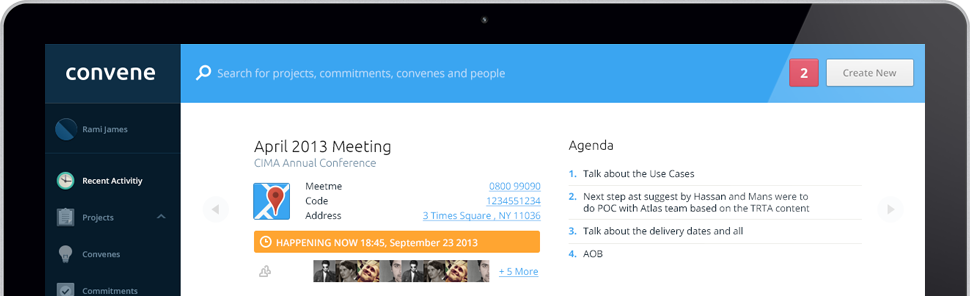 convene
Search for projects, commitments, convenes and people
2
Create New
Rami James
Recent Activitiy
Projects
Convenes
Commitments
April 2013 Meeting
CIMA Annual Conference
Meetme 0800 99090
Code 1234551234
Address 3 Times Square , NY 11036
HAPPENING NOW 18:45, September 23 2013
+ 5 More
Agenda
1. Talk about the Use Cases
2. Next step ast suggest by Hassan and Mans were to
do POC with Atlas team based on the TRTA content
3. Talk about the delivery dates and all
4. AOB